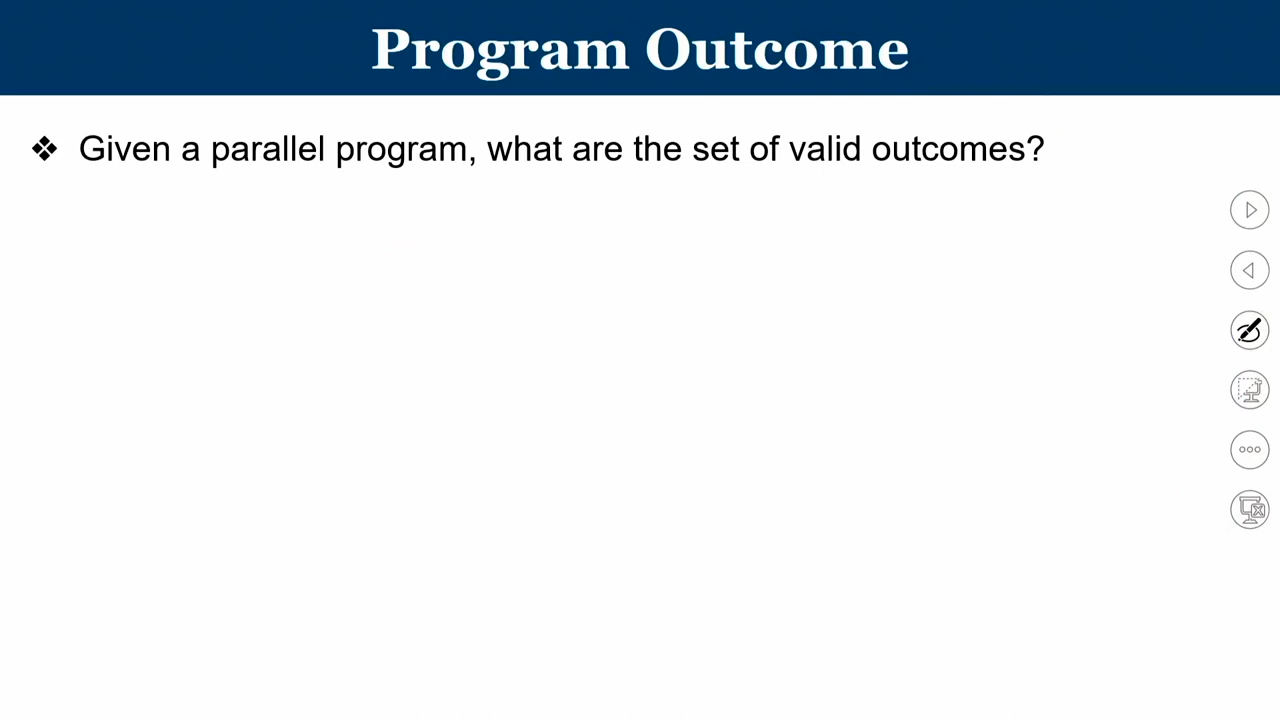 Program Outcome
❖ Given a parallel program, what are the set of valid outcomes?